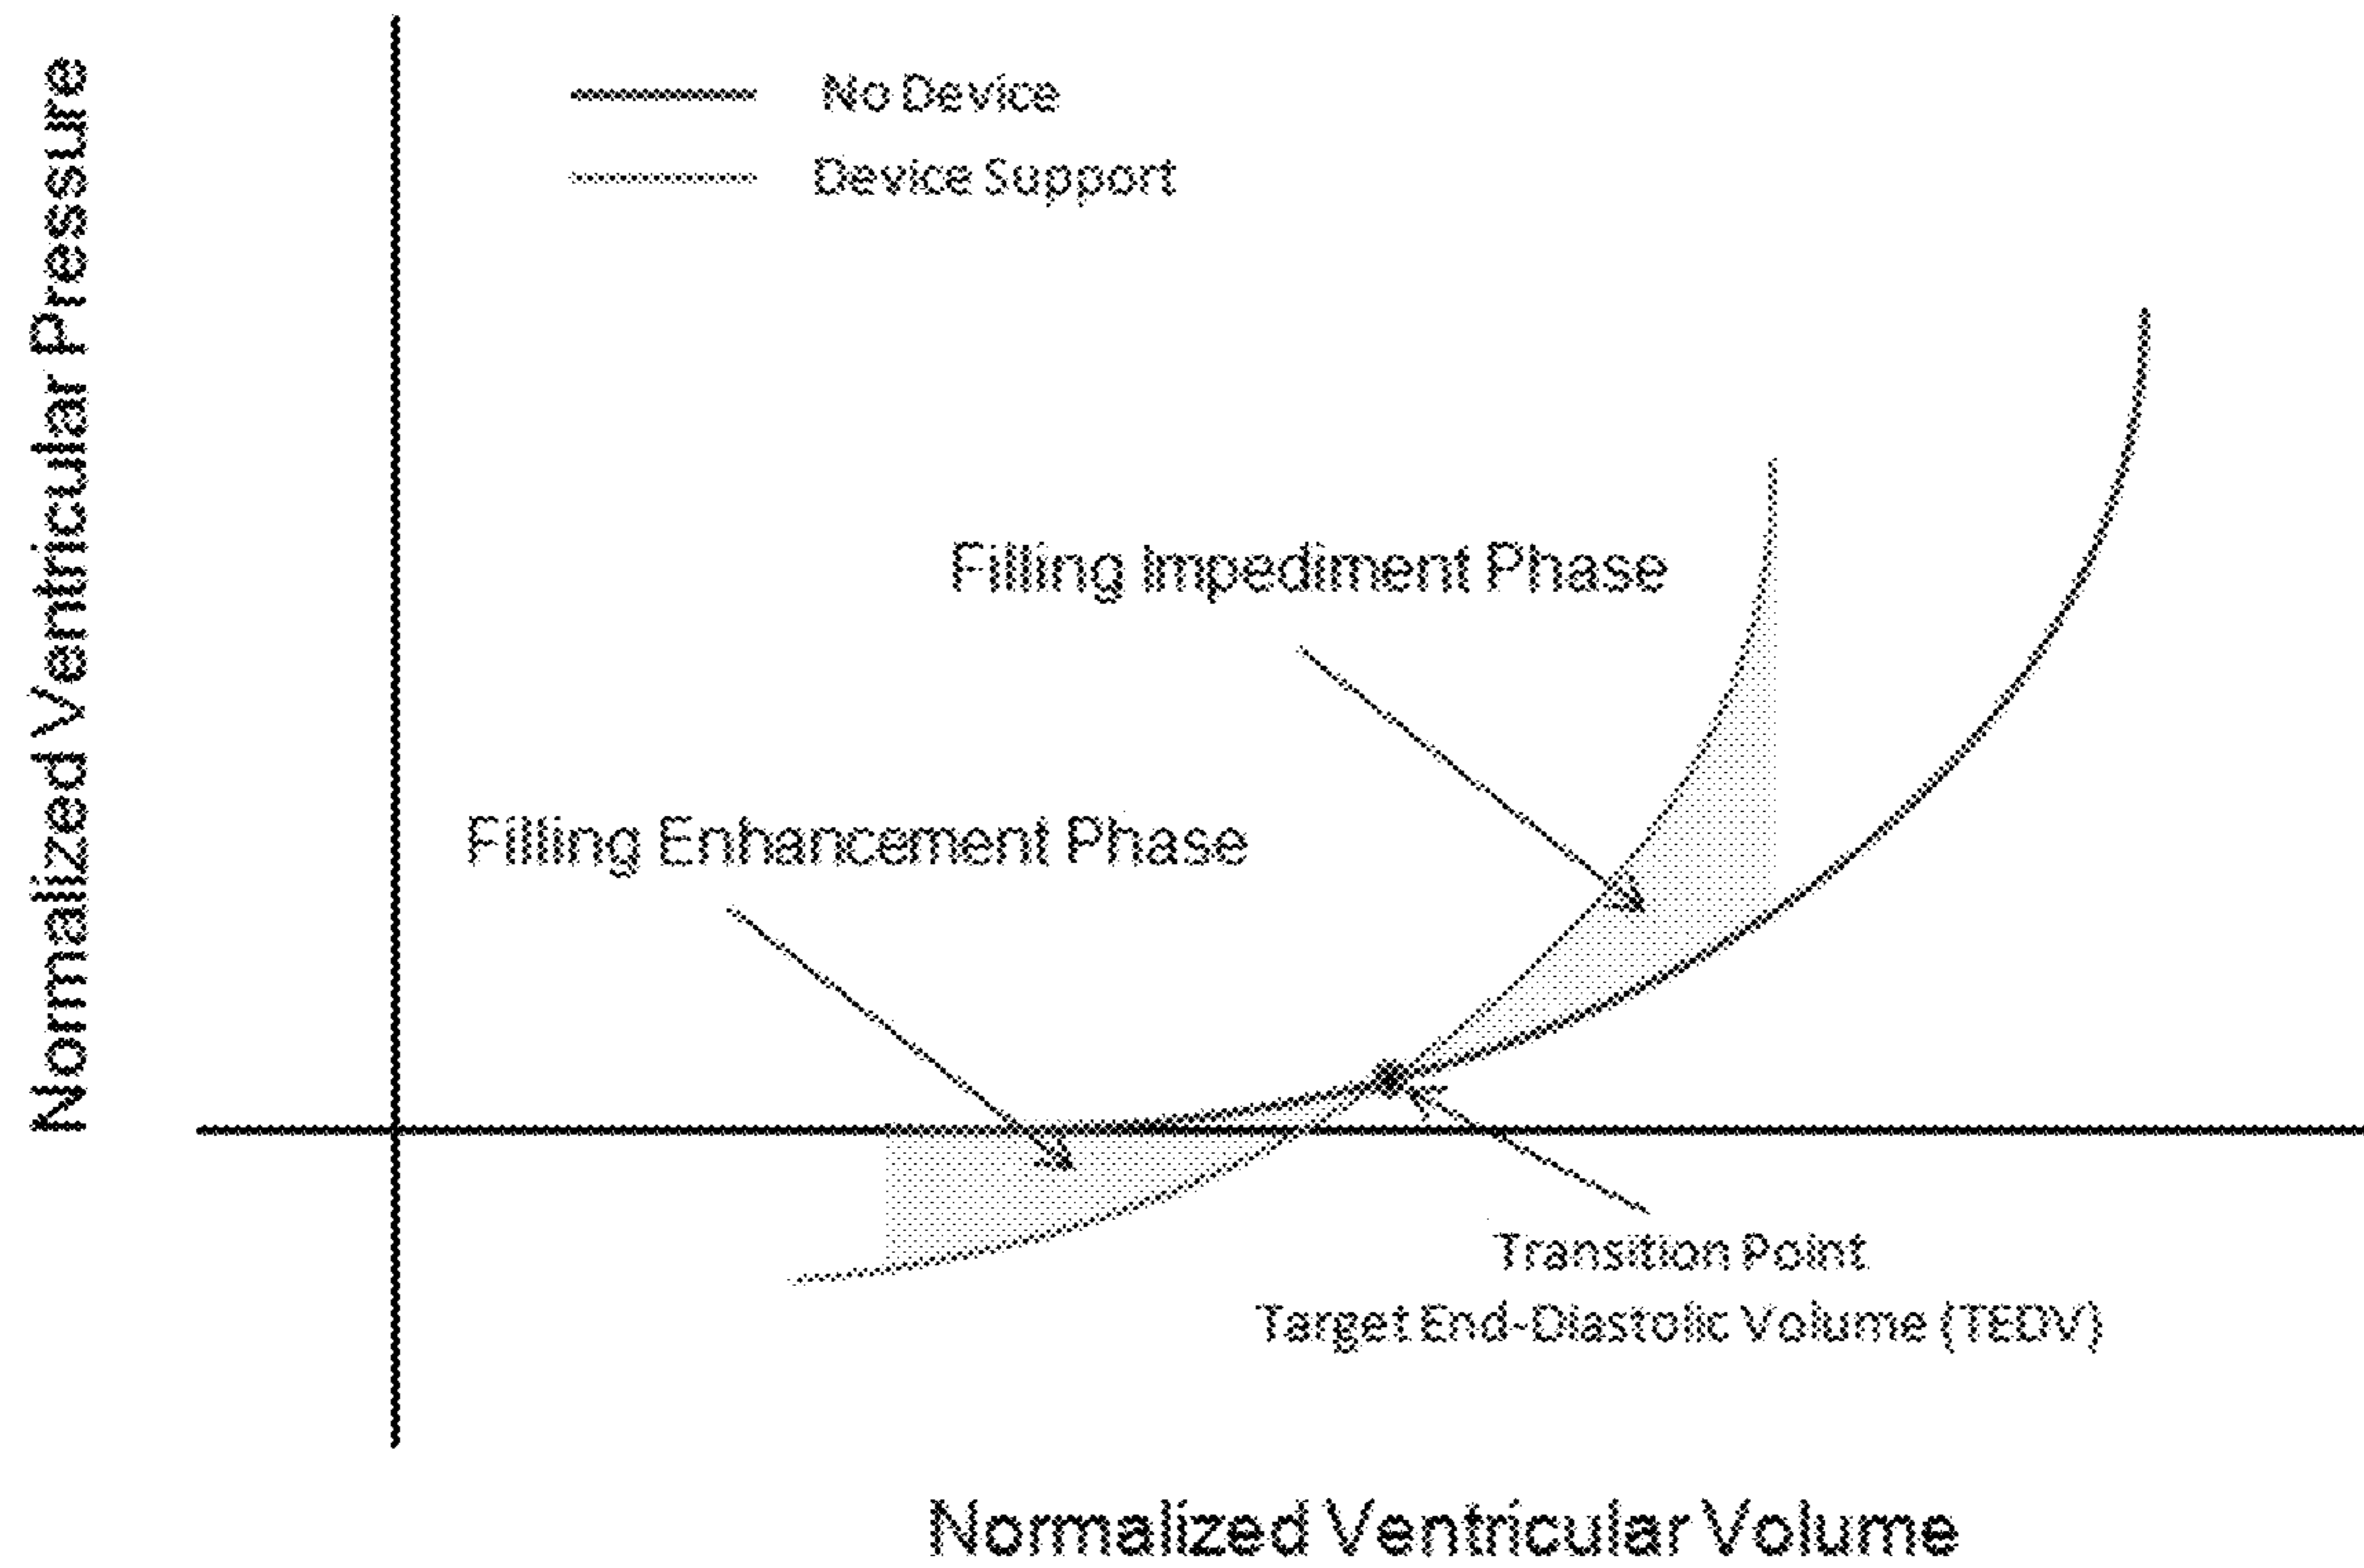 Normalized Ventricular Pressure
No Device
Device Support
Filling Impediment Phase
Filling Enhancement Phase
Transition Point
Target End-Diastolic Volume (TEDV)
Normalized Ventricular Volume